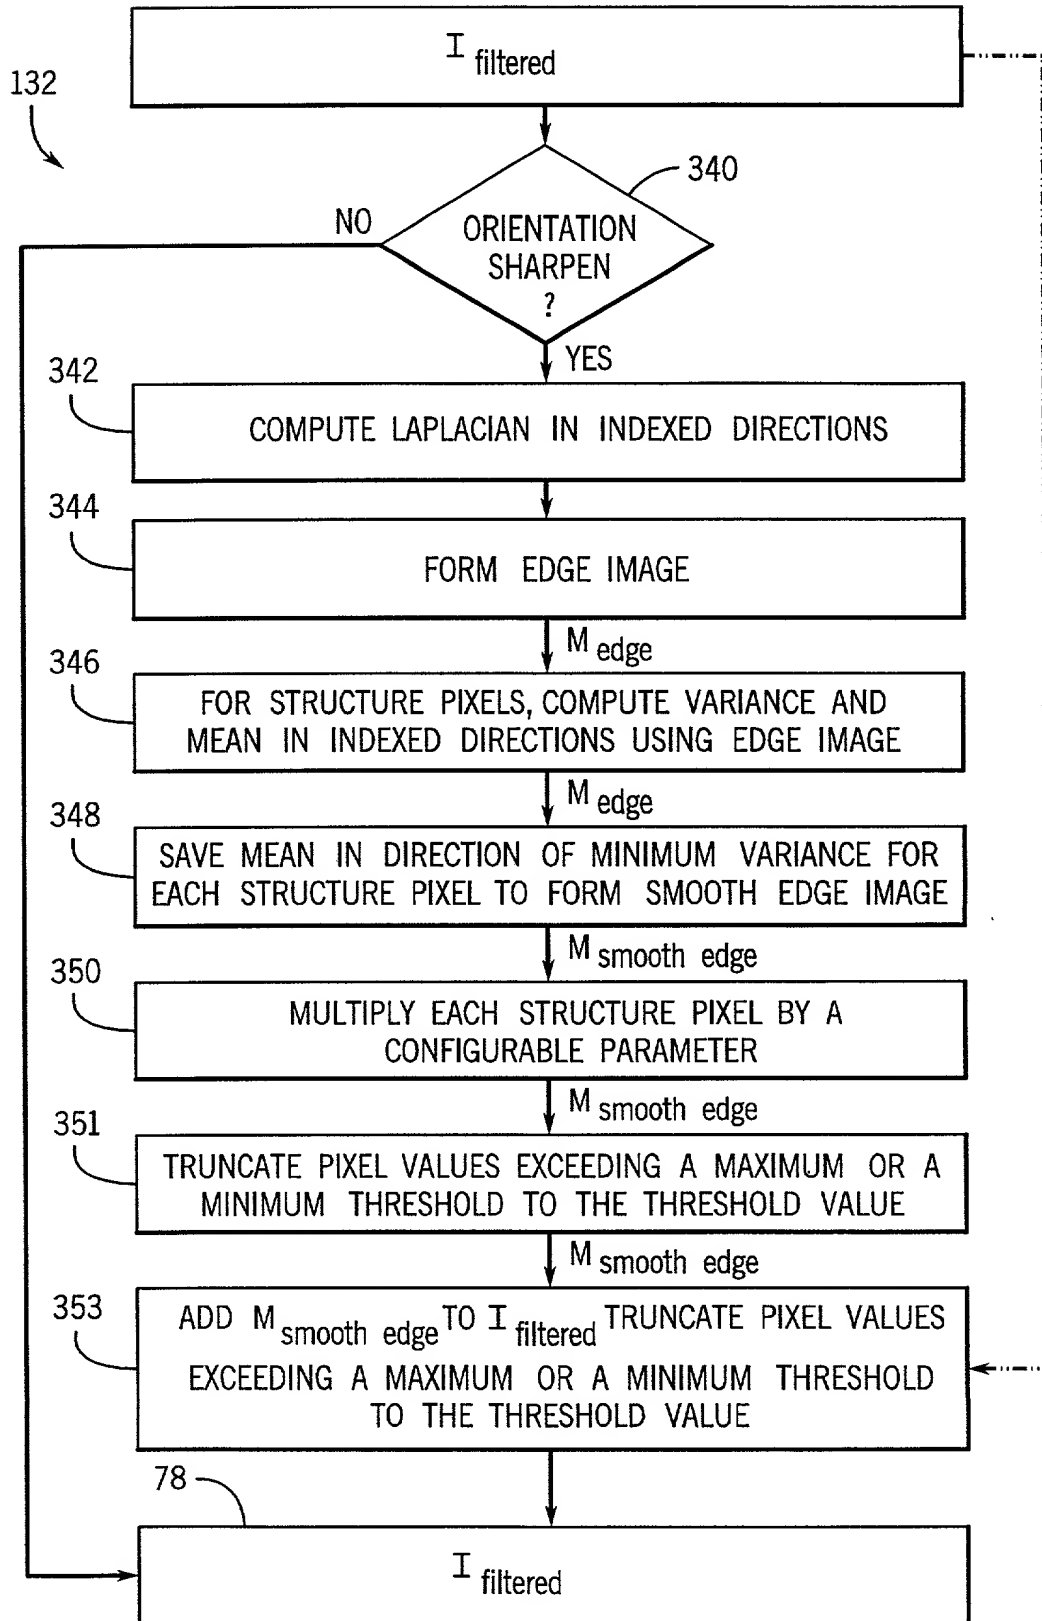 I filtered
132
340
NO
ORIENTATION
SHARPEN
?
YES
342
COMPUTE LAPLACIAN IN INDEXED DIRECTIONS
344
FORM EDGE IMAGE
M edge
346
FOR STRUCTURE PIXELS, COMPUTE VARIANCE AND
MEAN IN INDEXED DIRECTIONS USING EDGE IMAGE
M edge
348
SAVE MEAN IN DIRECTION OF MINIMUM VARIANCE FOR
EACH STRUCTURE PIXEL TO FORM SMOOTH EDGE IMAGE
M smooth edge
350
MULTIPLY EACH STRUCTURE PIXEL BY A
CONFIGURABLE PARAMETER
M smooth edge
351
TRUNCATE PIXEL VALUES EXCEEDING A MAXIMUM OR A
MINIMUM THRESHOLD TO THE THRESHOLD VALUE
M smooth edge
353
ADD M smooth edge TO I filtered TRUNCATE PIXEL VALUES
EXCEEDING A MAXIMUM OR A MINIMUM THRESHOLD
TO THE THRESHOLD VALUE
78
I filtered